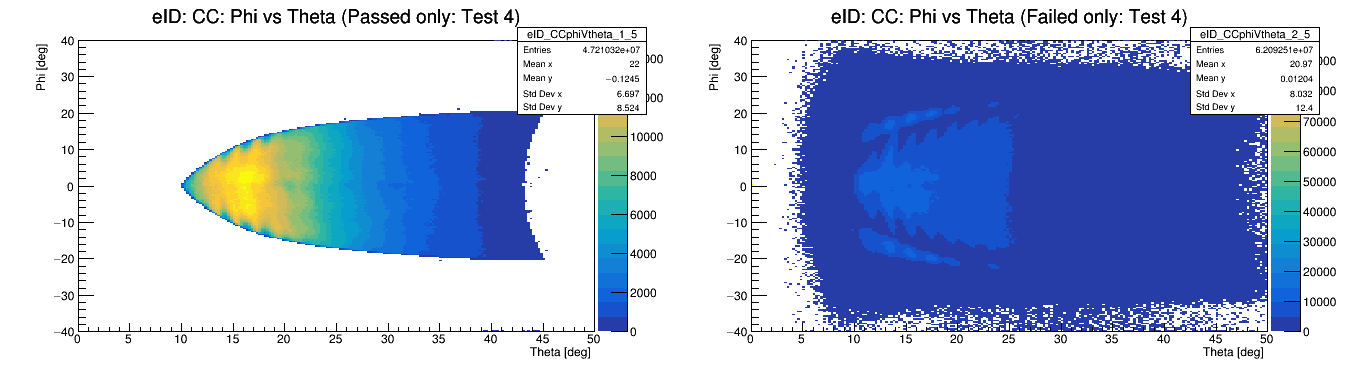 eID: CC: Phi vs Theta (Passed only: Test 4)
Phi [deg]
40
30
20
10
0
−10
−20
−30
−40
0 5 10 15 20 25 30 35 40 45 50
Theta [deg]
eID_CCphiVtheta_1_5
Entries 4.721032e+07
Mean x 22
Mean y −0.1245
Std Dev x 6.697
Std Dev y 8.524
10000
8000
6000
4000
2000
0
eID: CC: Phi vs Theta (Failed only: Test 4)
Phi [deg]
40
30
20
10
0
−10
−20
−30
−40
0 5 10 15 20 25 30 35 40 45 50
Theta [deg]
eID_CCphiVtheta_2_5
Entries 6.209251e+07
Mean x 20.97
Mean y 0.01204
Std Dev x 8.032
Std Dev y 12.4
70000
60000
50000
40000
30000
20000
10000
0